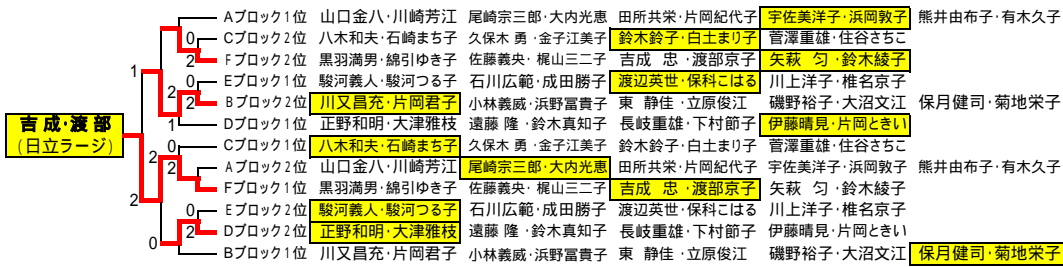 Aブロック1位 山口金八・川崎芳江 尾崎宗三郎・大内光恵 田所共栄・片岡紀代子 宇佐美洋子・浜岡敦子 熊井由布子・有木久子
0 Cブロック2位 八木和夫・石崎まち子 久保木 勇・金子江美子 鈴木鈴子・白土まり子 菅澤重雄・住谷さちこ
2 Fブロック2位 黒羽満男・綿引ゆき子 佐藤義央・梶山三二子 吉成 忠・渡部京子 矢萩 匂・鈴木綾子
1
0 Eブロック1位 駿河義人・駿河つる子 石川広範・成田勝子 渡辺英世・保科こはる 川上洋子・椎名京子
2
2 Bブロック2位 川又昌充・片岡君子 小林義威・浜野冨貴子 東 静佳・立原俊江 磯野裕子・大沼文江 保月健司・菊地栄子
1 Dブロック1位 正野和明・大津雅枝 遠藤 隆・鈴木真知子 長岐重雄・下村節子 伊藤晴見・片岡ときい
吉成・渡部
(日立ラージ)
0 Cブロック1位 八木和夫・石崎まち子 久保木 勇・金子江美子 鈴木鈴子・白土まり子 菅澤重雄・住谷さちこ
2
2 Aブロック2位 山口金八・川崎芳江 尾崎宗三郎・大内光恵 田所共栄・片岡紀代子 宇佐美洋子・浜岡敦子 熊井由布子・有木久子
Fブロック1位 黒羽満男・綿引ゆき子 佐藤義央・梶山三二子 吉成 忠・渡部京子 矢萩 匂・鈴木綾子
2
0 Eブロック2位 駿河義人・駿河つる子 石川広範・成田勝子 渡辺英世・保科こはる 川上洋子・椎名京子
2 Dブロック2位 正野和明・大津雅枝 遠藤 隆・鈴木真知子 長岐重雄・下村節子 伊藤晴見・片岡ときい
0
Bブロック1位 川又昌充・片岡君子 小林義威・浜野冨貴子 東 静佳・立原俊江 磯野裕子・大沼文江 保月健司・菊地栄子